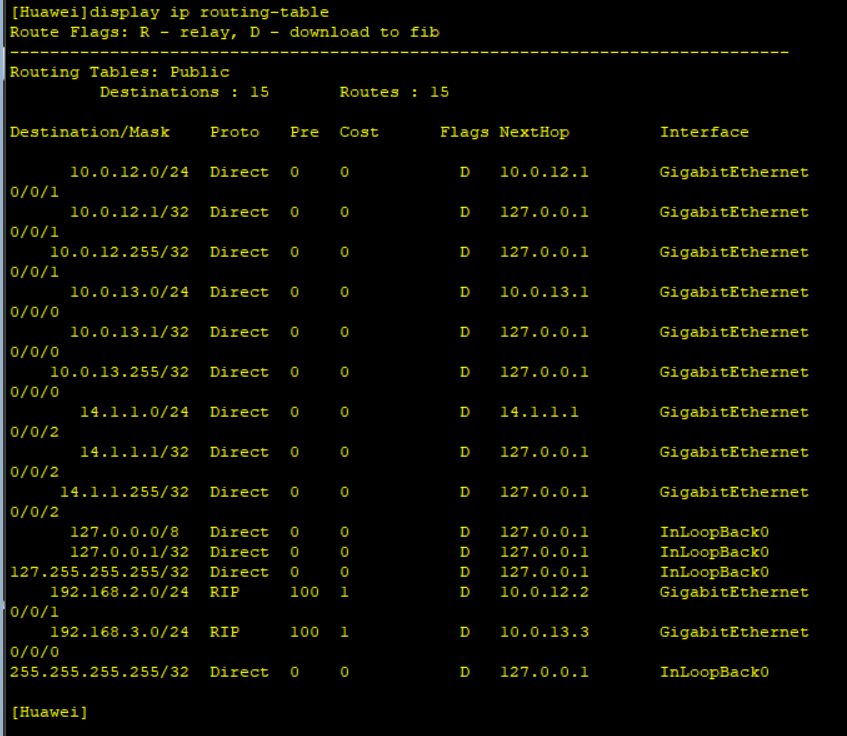 [Huawei]display ip routing-table
Route Flags: R - relay, D - download to fib
------------------------------------------------------------------------------
Routing Tables: Public
         Destinations : 15       Routes : 15

Destination/Mask    Proto   Pre  Cost      Flags NextHop         Interface

      10.0.12.0/24  Direct  0    0           D   10.0.12.1       GigabitEthernet
0/0/1
      10.0.12.1/32  Direct  0    0           D   127.0.0.1       GigabitEthernet
0/0/1
    10.0.12.255/32  Direct  0    0           D   127.0.0.1       GigabitEthernet
0/0/1
      10.0.13.0/24  Direct  0    0           D   10.0.13.1       GigabitEthernet
0/0/0
      10.0.13.1/32  Direct  0    0           D   127.0.0.1       GigabitEthernet
0/0/0
    10.0.13.255/32  Direct  0    0           D   127.0.0.1       GigabitEthernet
0/0/0
       14.1.1.0/24  Direct  0    0           D   14.1.1.1        GigabitEthernet
0/0/2
       14.1.1.1/32  Direct  0    0           D   127.0.0.1       GigabitEthernet
0/0/2
     14.1.1.255/32  Direct  0    0           D   127.0.0.1       GigabitEthernet
0/0/2
      127.0.0.0/8   Direct  0    0           D   127.0.0.1       InLoopBack0
      127.0.0.1/32  Direct  0    0           D   127.0.0.1       InLoopBack0
127.255.255.255/32  Direct  0    0           D   127.0.0.1       InLoopBack0
    192.168.2.0/24  RIP     100  1           D   10.0.12.2       GigabitEthernet
0/0/1
    192.168.3.0/24  RIP     100  1           D   10.0.13.3       GigabitEthernet
0/0/0
255.255.255.255/32  Direct  0    0           D   127.0.0.1       InLoopBack0

[Huawei]